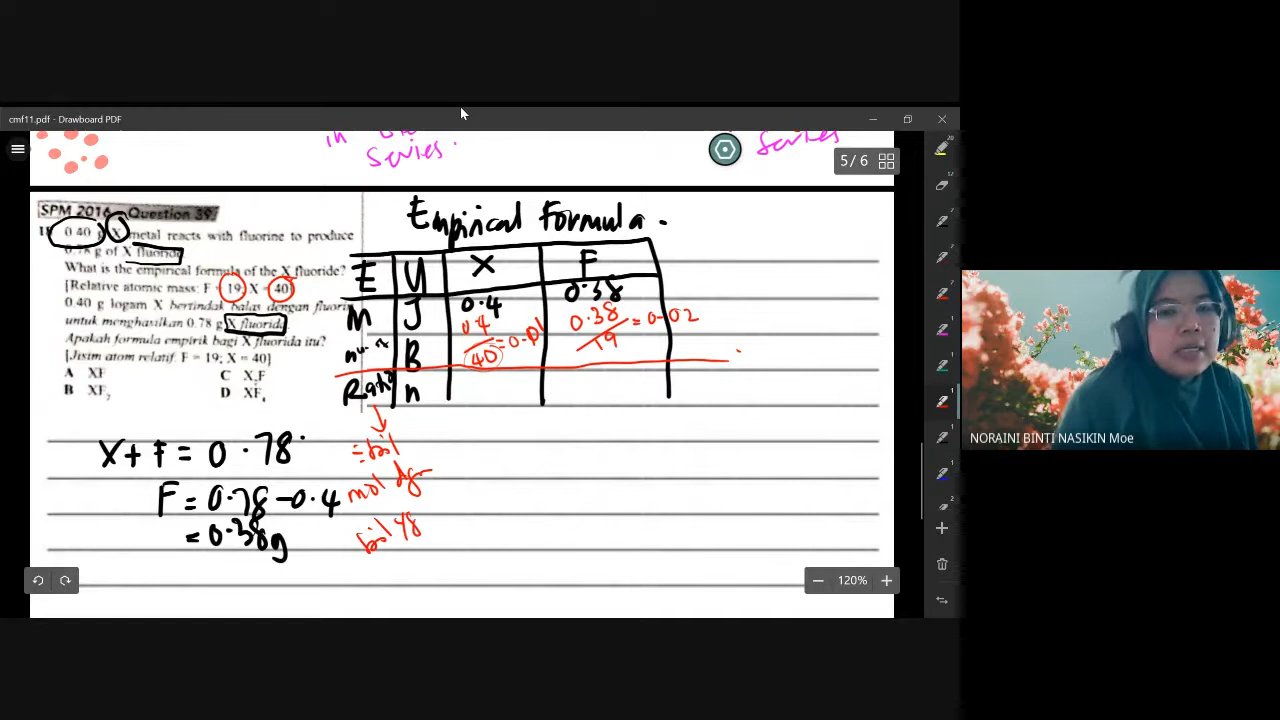 cmf11.pdf - Drawboard PDF
in
Series.
Series
5/6
SPM 2016 Question 39
0.40 g X metal reacts with fluorine to produce
0.78 g of X fluoride
What is the empirical formula of the X fluoride?
[Relative atomic mass: F = 19; X = 40]
0.40 g logam X bertindak balas dengan fluorin
untuk menghasilkan 0.78 g X fluorida.
Apakah formula empirik bagi X fluorida itu?
[Jisim atom relatif: F = 19; X = 40]
A XF
C X₂F
B XF₂
D XF₄
X + F = 0.78
F = 0.78 - 0.4
= 0.38g
Empirical Formula.
E U X F
M J 0.4 0.38
B 0.4/40 = 0.01 0.38/19 = 0.02
Ratio n
= bil
mol dgn
bil yg
120%
NORAINI BINTI NASIKIN Moe